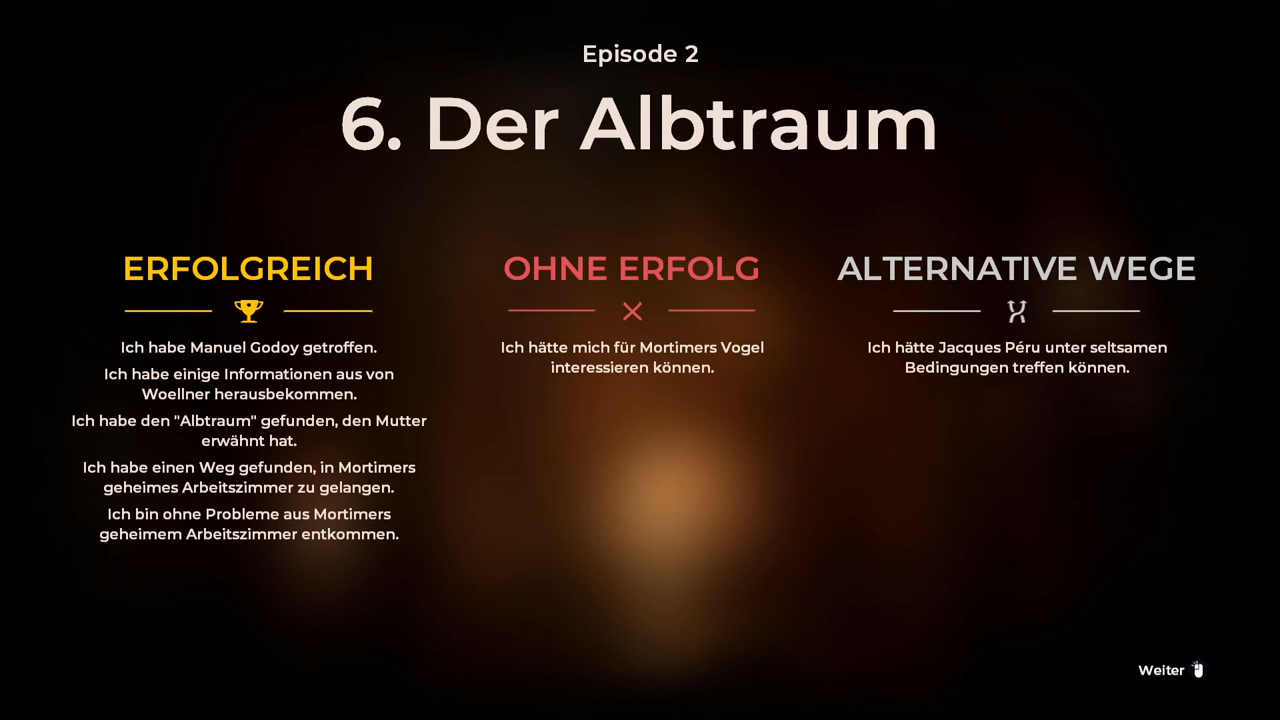 Episode 2
6. Der Albtraum
ERFOLGREICH
Ich habe Manuel Godoy getroffen.
Ich habe einige Informationen aus von
Woellner herausbekommen.
Ich habe den "Albtraum" gefunden, den Mutter
erwähnt hat.
Ich habe einen Weg gefunden, in Mortimers
geheimes Arbeitszimmer zu gelangen.
Ich bin ohne Probleme aus Mortimers
geheimem Arbeitszimmer entkommen.
OHNE ERFOLG
Ich hätte mich für Mortimers Vogel
interessieren können.
ALTERNATIVE WEGE
Ich hätte Jacques Péru unter seltsamen
Bedingungen treffen können.
Weiter